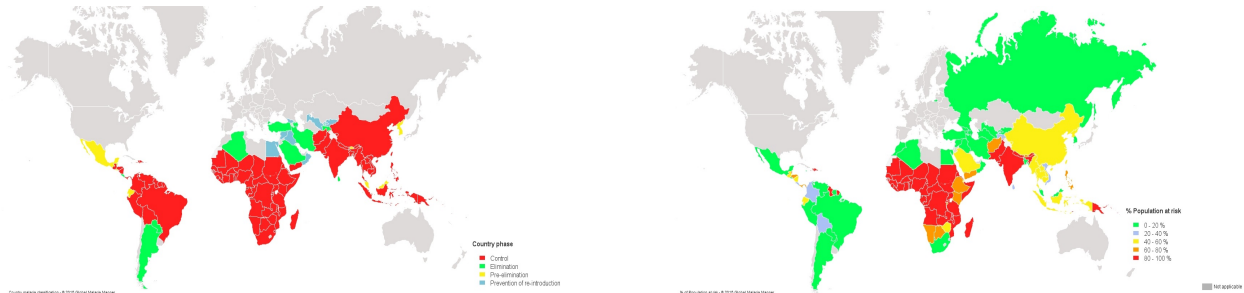 Country phase
Control
Elimination
Pre-elimination
Prevention of re-introduction
% Population at risk
0 - 20 %
20 - 40 %
40 - 60 %
60 - 80 %
80 - 100 %
Not applicable